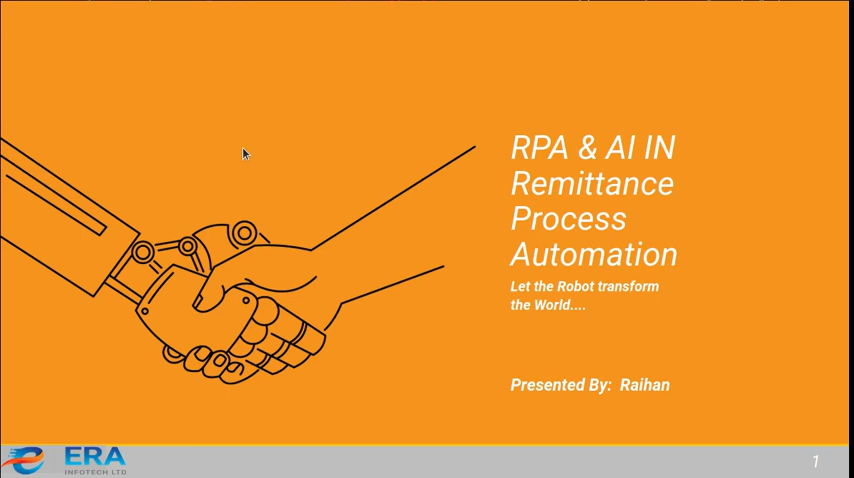 RPA & AI IN
Remittance
Process
Automation
Let the Robot transform
the World....
Presented By: Raihan
ERA
INFOTECH LTD
1